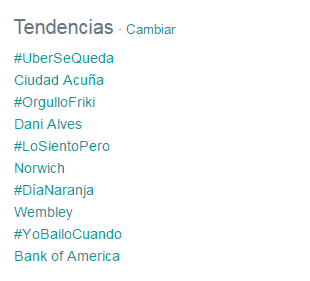 Tendencias · Cambiar
#UberSeQueda
Ciudad Acuña
#OrgulloFriki
Dani Alves
#LoSientoPero
Norwich
#DíaNaranja
Wembley
#YoBailoCuando
Bank of America